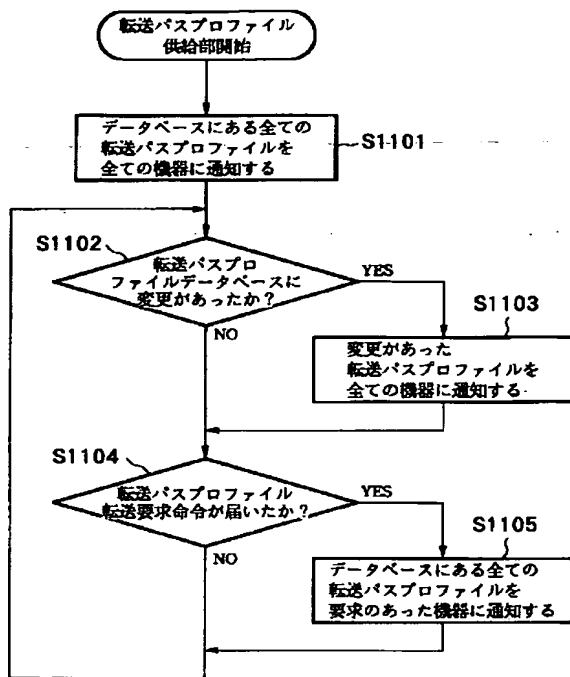 転送パスプロファイル
供給部開始
データベースにある全ての
転送パスプロファイルを
全ての機器に通知する
S1101
S1102
転送パスプロ
ファイルデータベースに
変更があったか？
YES
NO
S1103
変更があった
転送パスプロファイルを
全ての機器に通知する
S1104
転送パスプロファイル
転送要求命令が届いたか？
YES
NO
S1105
データベースにある全ての
転送パスプロファイルを
要求のあった機器に通知する